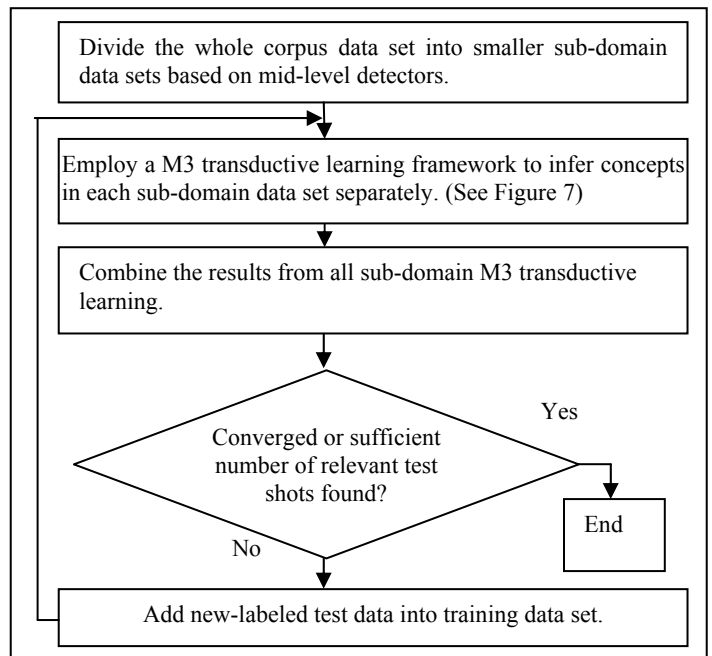 Divide the whole corpus data set into smaller sub-domain
data sets based on mid-level detectors.
Employ a M3 transductive learning framework to infer concepts
in each sub-domain data set separately. (See Figure 7)
Combine the results from all sub-domain M3 transductive
learning.
Yes
Converged or sufficient
number of relevant test
shots found?
End
No
Add new-labeled test data into training data set.